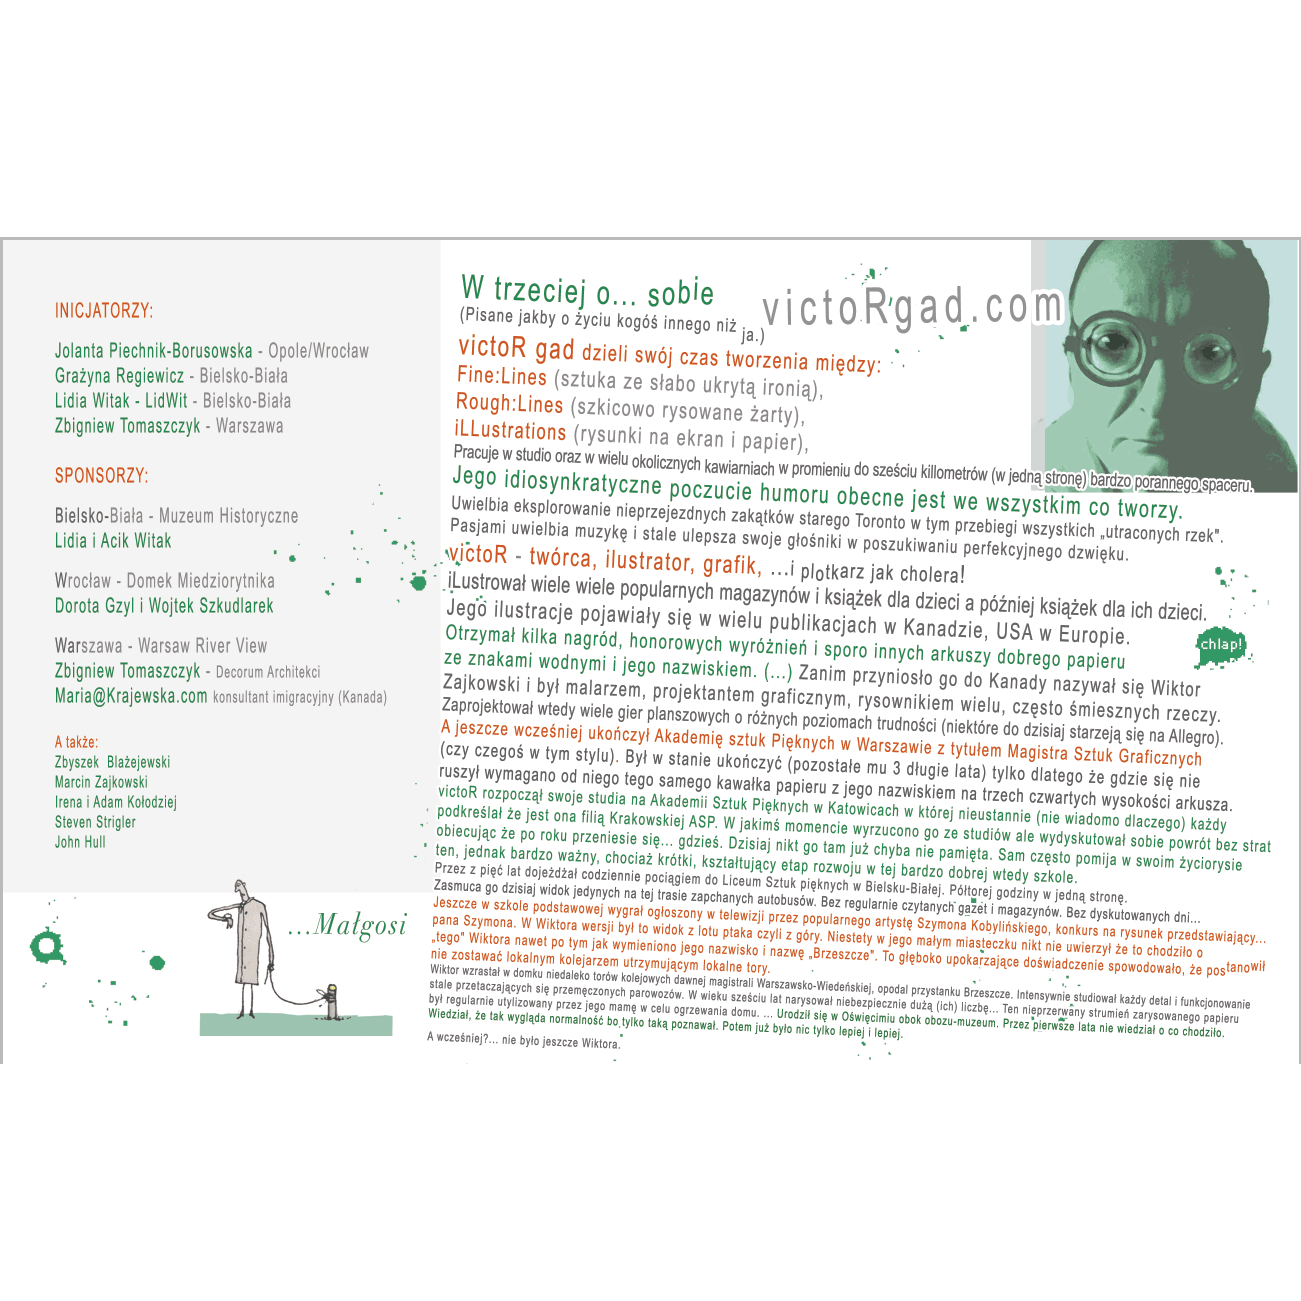 INICJATORZY:
Jolanta Piechnik-Borusowska - Opole/Wrocław
Grażyna Regiewicz - Bielsko-Biała
Lidia Witak - LidWit - Bielsko-Biała
Zbigniew Tomaszczyk - Warszawa
SPONSORZY:
Bielsko-Biała - Muzeum Historyczne
Lidia i Acik Witak
Wrocław - Domek Miedziorytnika
Dorota Gzyl i Wojtek Szkudlarek
Warszawa - Warsaw River View
Zbigniew Tomaszczyk - Decorum Architekci
Maria@Krajewska.com konsultant imigracyjny (Kanada)
A także:
Zbyszek Blażejewski
Marcin Zajkowski
Irena i Adam Kołodziej
Steven Strigler
John Hull
...Małgosi
W trzeciej o... sobie
(Pisane jakby o życiu kogóś innego niż ja.)
victoRgad.com
victoR gad dzieli swój czas tworzenia między:
Fine:Lines (sztuka ze słabo ukrytą ironią),
Rough:Lines (szkicowo rysowane żarty),
iLLustrations (rysunki na ekran i papier),
Pracuje w studio oraz w wielu okolicznych kawiarniach w promieniu do sześciu killometrów (w jedną stronę) bardzo porannego spaceru.
Jego idiosynkratyczne poczucie humoru obecne jest we wszystkim co tworzy.
Uwielbia eksplorowanie nieprzejezdnych zakątków starego Toronto w tym przebiegi wszystkich „utraconych rzek".
Pasjami uwielbia muzykę i stale ulepsza swoje głośniki w poszukiwaniu perfekcyjnego dzwięku.
victoR - twórca, ilustrator, grafik, ...i plotkarz jak cholera!
iLustrował wiele wiele popularnych magazynów i książek dla dzieci a później książek dla ich dzieci.
Jego ilustracje pojawiały się w wielu publikacjach w Kanadzie, USA w Europie.
chlap!
Otrzymał kilka nagród, honorowych wyróżnień i sporo innych arkuszy dobrego papieru
ze znakami wodnymi i jego nazwiskiem. (...) Zanim przyniosło go do Kanady nazywał się Wiktor
Zajkowski i był malarzem, projektantem graficznym, rysownikiem wielu, często śmiesznych rzeczy.
Zaprojektował wtedy wiele gier planszowych o różnych poziomach trudności (niektóre do dzisiaj starzeją się na Allegro).
A jeszcze wcześniej ukończył Akademię sztuk Pięknych w Warszawie z tytułem Magistra Sztuk Graficznych
(czy czegoś w tym stylu). Był w stanie ukończyć (pozostałe mu 3 długie lata) tylko dlatego że gdzie się nie
ruszył wymagano od niego tego samego kawałka papieru z jego nazwiskiem na trzech czwartych wysokości arkusza.
victoR rozpoczął swoje studia na Akademii Sztuk Pięknych w Katowicach w której nieustannie (nie wiadomo dlaczego) każdy
podkreślał że jest ona filią Krakowskiej ASP. W jakimś momencie wyrzucono go ze studiów ale wydyskutował sobie powrót bez strat
obiecując że po roku przeniesie się... gdzieś. Dzisiaj nikt go tam już chyba nie pamięta. Sam często pomija w swoim życiorysie
ten, jednak bardzo ważny, chociaż krótki, kształtujący etap rozwoju w tej bardzo dobrej wtedy szkole.
Przez z pięć lat dojeżdżał codziennie pociągiem do Liceum Sztuk pięknych w Bielsku-Białej. Półtorej godziny w jedną stronę.
Zasmuca go dzisiaj widok jedynych na tej trasie zapchanych autobusów. Bez regularnie czytanych gazet i magazynów. Bez dyskutowanych dni...
Jeszcze w szkole podstawowej wygrał ogłoszony w telewizji przez popularnego artystę Szymona Kobylińskiego, konkurs na rysunek przedstawiający...
pana Szymona. W Wiktora wersji był to widok z lotu ptaka czyli z góry. Niestety w jego małym miasteczku nikt nie uwierzył że to chodziło o
„tego" Wiktora nawet po tym jak wymieniono jego nazwisko i nazwę „Brzeszcze". To głęboko upokarzające doświadczenie spowodowało, że postanowił
nie zostawać lokalnym kolejarzem utrzymującym lokalne tory.
Wiktor wzrastał w domku niedaleko torów kolejowych dawnej magistrali Warszawsko-Wiedeńskiej, opodal przystanku Brzeszcze. Intensywnie studiował każdy detal i funkcjonowanie
stale przetaczających się przemęczonych parowozów. W wieku sześciu lat narysował niebezpiecznie dużą (ich) liczbę... Ten nieprzerwany strumień zarysowanego papieru
był regularnie utylizowany przez jego mamę w celu ogrzewania domu. ... Urodził się w Oświęcimiu obok obozu-muzeum. Przez pierwsze lata nie wiedział o co chodziło.
Wiedział, że tak wygląda normalność bo tylko taką poznawał. Potem już było nic tylko lepiej i lepiej.
A wcześniej?... nie było jeszcze Wiktora.